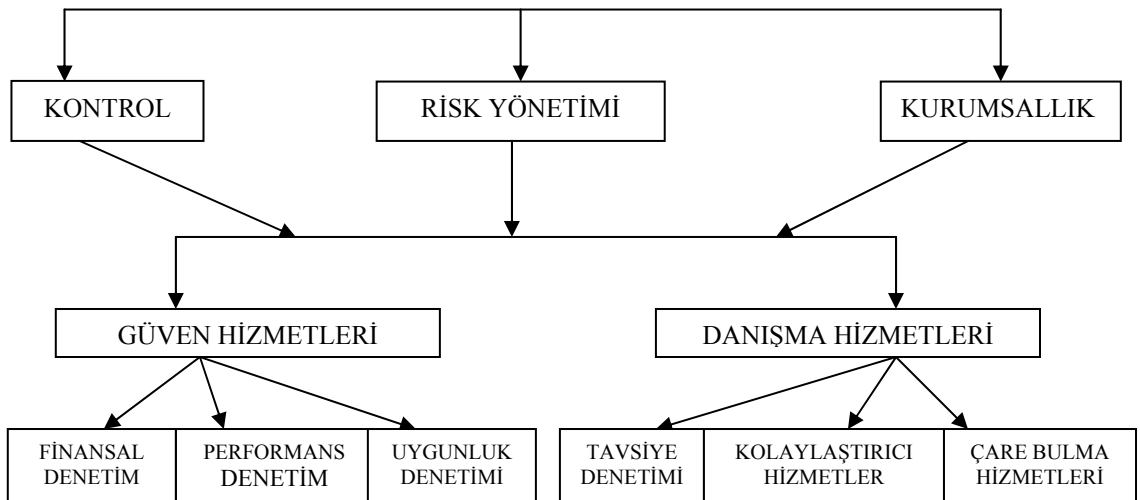 KONTROL
RİSK YÖNETİMİ
KURUMSALLIK
GÜVEN HİZMETLERİ
DANIŞMA HİZMETLERİ
FİNANSAL
DENETİM
PERFORMANS
DENETİM
UYGUNLUK
DENETİMİ
TAVSİYE
DENETİMİ
KOLAYLAŞTIRICI
HİZMETLER
ÇARE BULMA
HİZMETLERİ